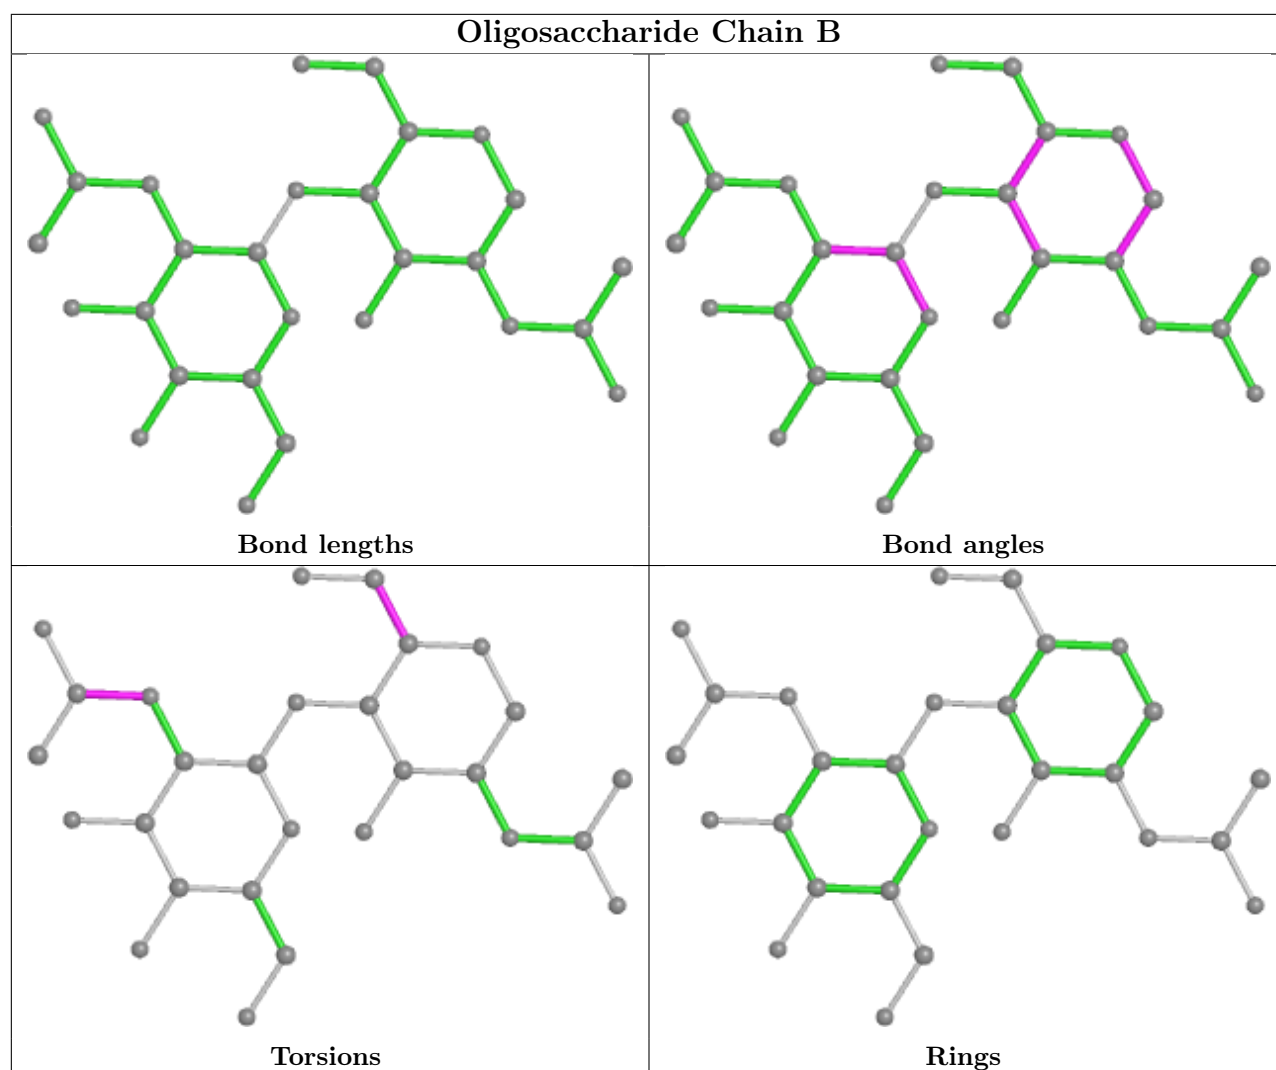 Oligosaccharide Chain B
Bond lengths
Bond angles
Torsions
Rings